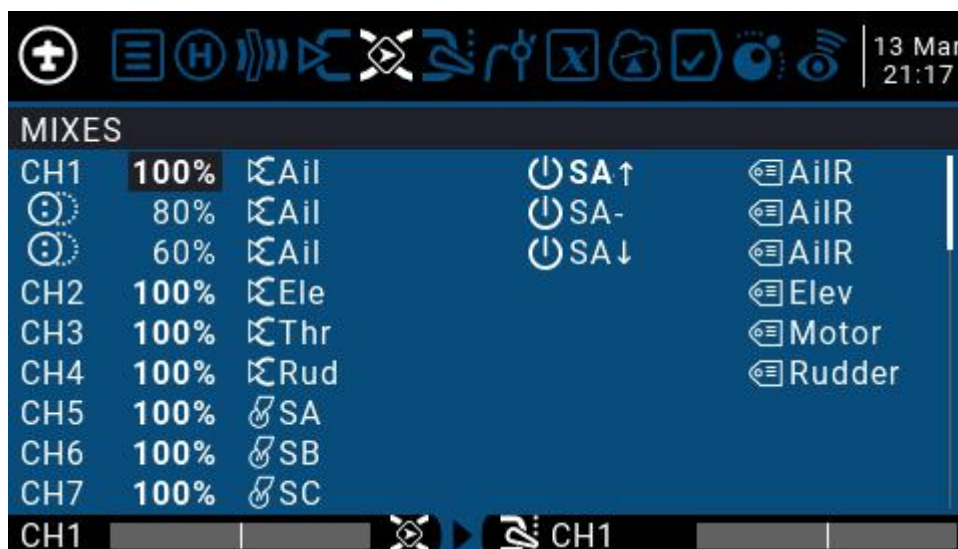 H X 13 Mar
21:17
MIXES
CH1 100% Ail SA↑ AilR
80% Ail SA- AilR
60% Ail SA↓ AilR
CH2 100% Ele Elev
CH3 100% Thr Motor
CH4 100% Rud Rudder
CH5 100% SA
CH6 100% SB
CH7 100% SC
CH1 CH1